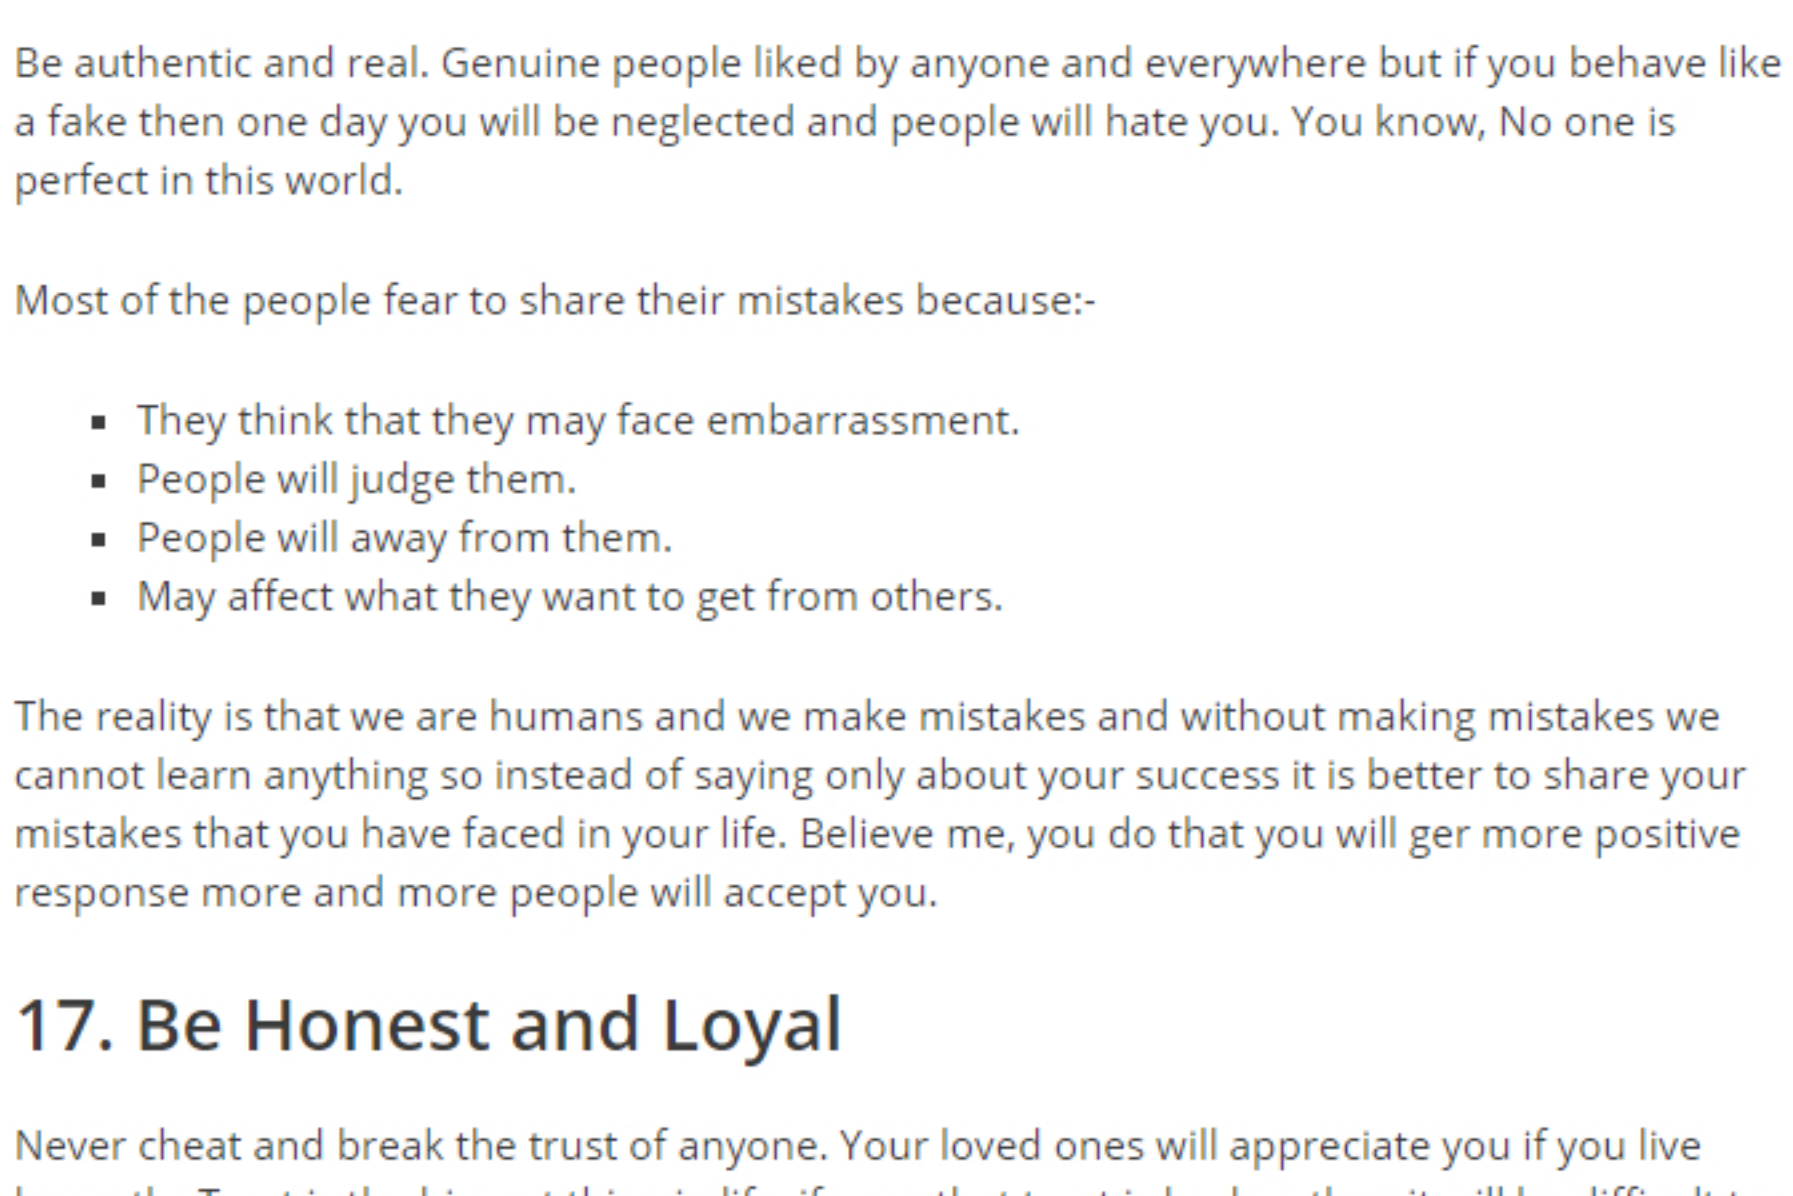 Be authentic and real. Genuine people liked by anyone and everywhere but if you behave like
a fake then one day you will be neglected and people will hate you. You know, No one is
perfect in this world.
Most of the people fear to share their mistakes because:-
▪ They think that they may face embarrassment.
▪ People will judge them.
▪ People will away from them.
▪ May affect what they want to get from others.
The reality is that we are humans and we make mistakes and without making mistakes we
cannot learn anything so instead of saying only about your success it is better to share your
mistakes that you have faced in your life. Believe me, you do that you will ger more positive
response more and more people will accept you.
17. Be Honest and Loyal
Never cheat and break the trust of anyone. Your loved ones will appreciate you if you live